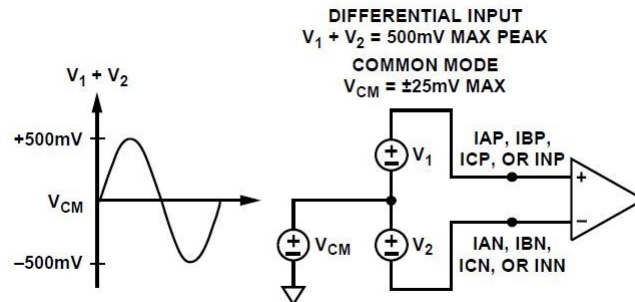 DIFFERENTIAL INPUT
V1 + V2 = 500mV MAX PEAK
COMMON MODE
VCM = ±25mV MAX
V1 + V2
+500mV
VCM
–500mV
V1
VCM
V2
IAP, IBP,
ICP, OR INP
+
–
IAN, IBN,
ICN, OR INN